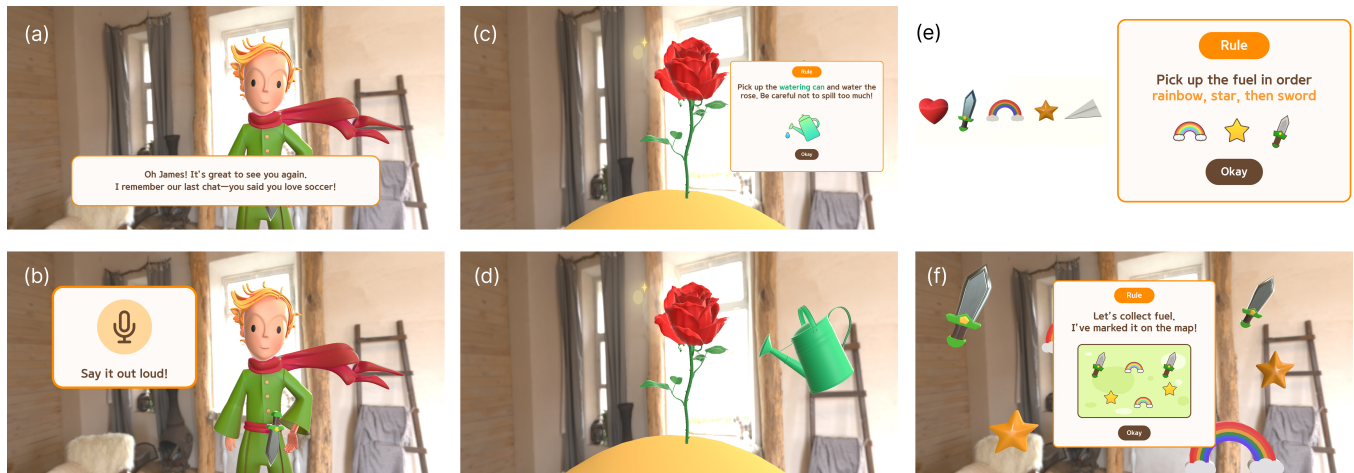 (a)
Oh James! It's great to see you again.
I remember our last chat—you said you love soccer!
(b)
Say it out loud!
(c)
Rule
Pick up the watering can and water the
rose. Be careful not to spill too much!
Okay
(d)
(e)
Rule
Pick up the fuel in order
rainbow, star, then sword
Okay
(f)
Rule
Let's collect fuel.
I've marked it on the map!
Okay